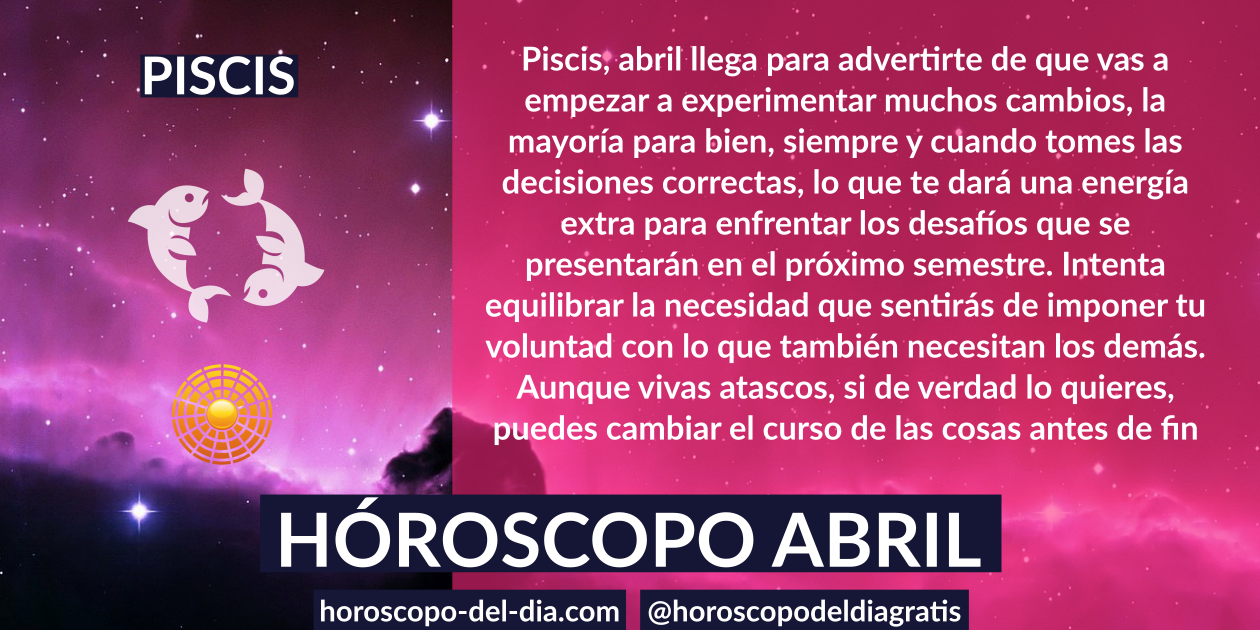 PISCIS
Piscis, abril llega para advertirte de que vas a
empezar a experimentar muchos cambios, la
mayoría para bien, siempre y cuando tomes las
decisiones correctas, lo que te dará una energía
extra para enfrentar los desafíos que se
presentarán en el próximo semestre. Intenta
equilibrar la necesidad que sentirás de imponer tu
voluntad con lo que también necesitan los demás.
Aunque vivas atascos, si de verdad lo quieres,
puedes cambiar el curso de las cosas antes de fin
HÓROSCOPO ABRIL
horoscopo-del-dia.com
@horoscopodeldiagratis